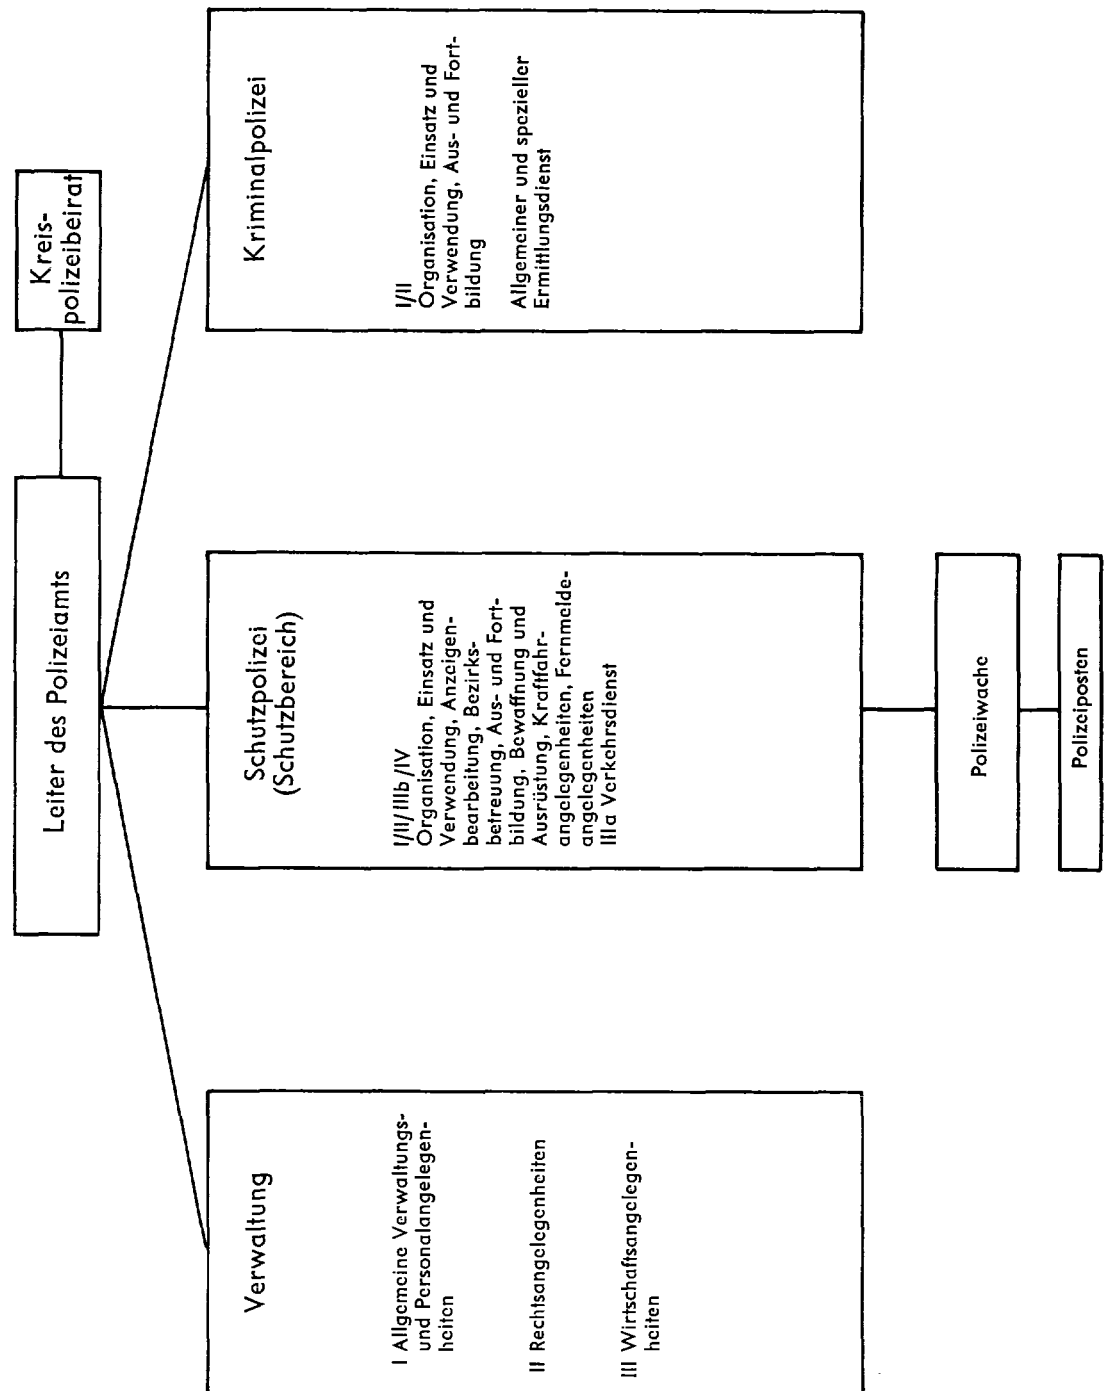 Leiter des Polizeiamts
Kreis-
polizeibeirat
Verwaltung
I Allgemeine Verwaltungs-
und Personalangelegen-
heiten
II Rechtsangelegenheiten
III Wirtschaftsangelegen-
heiten
Schutzpolizei
(Schutzbereich)
I/II/IIIb/IV
Organisation, Einsatz und
Verwendung, Anzeigen-
bearbeitung, Bezirks-
betreuung, Aus- und Fort-
bildung, Bewaffnung und
Ausrüstung, Kraftfahr-
angelegenheiten, Fernmelde-
angelegenheiten
IIIa Verkehrsdienst
Kriminalpolizei
I/II
Organisation, Einsatz und
Verwendung, Aus- und Fort-
bildung
Allgemeiner und spezieller
Ermittlungsdienst
Polizeiwache
Polizeiposten